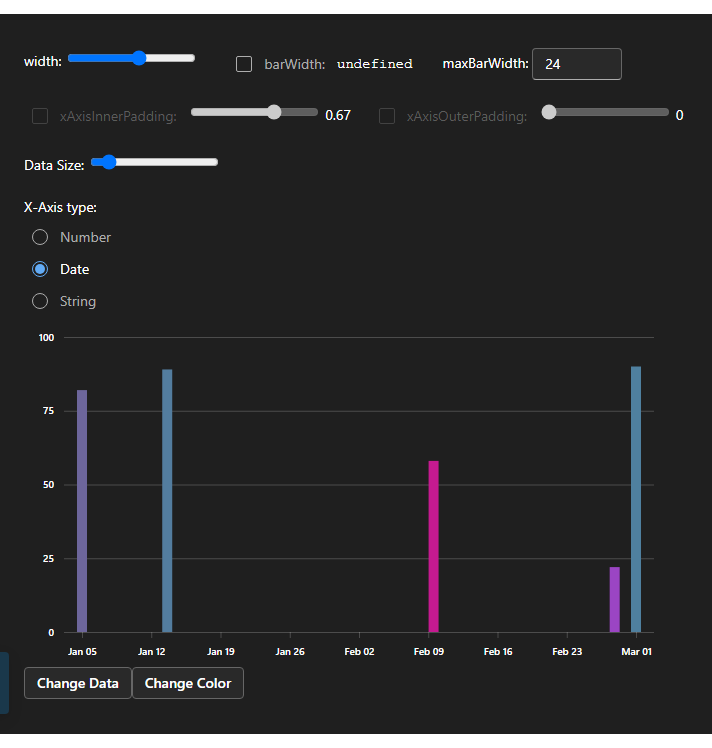 width: barWidth: undefined maxBarWidth: 24
xAxisInnerPadding: 0.67 xAxisOuterPadding: 0
Data Size:
X-Axis type:
Number
Date
String
100
75
50
25
0
Jan 05 Jan 12 Jan 19 Jan 26 Feb 02 Feb 09 Feb 16 Feb 23 Mar 01
Change Data Change Color